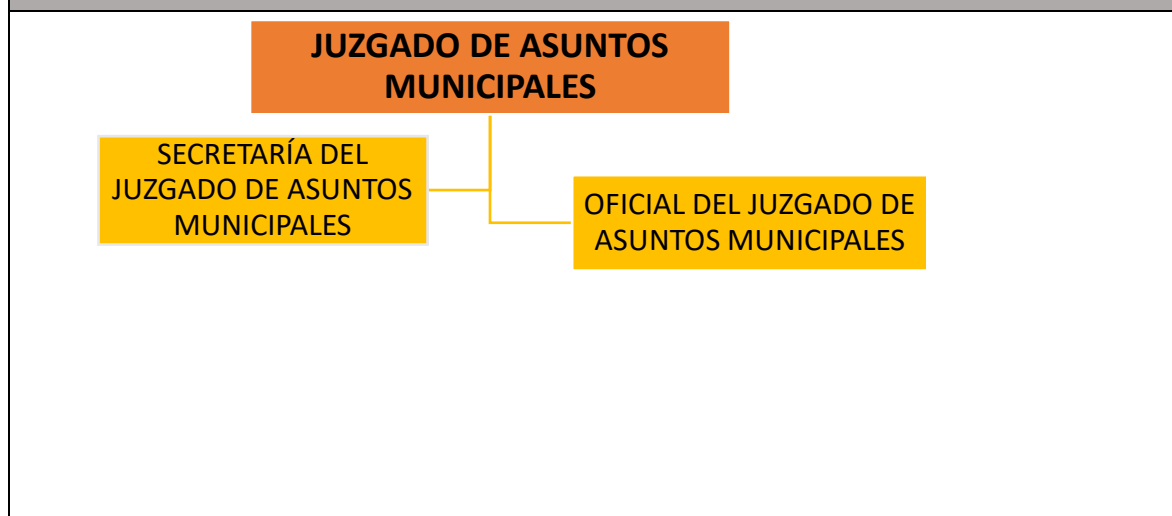 JUZGADO DE ASUNTOS
MUNICIPALES
SECRETARÍA DEL
JUZGADO DE ASUNTOS
MUNICIPALES
OFICIAL DEL JUZGADO DE
ASUNTOS MUNICIPALES